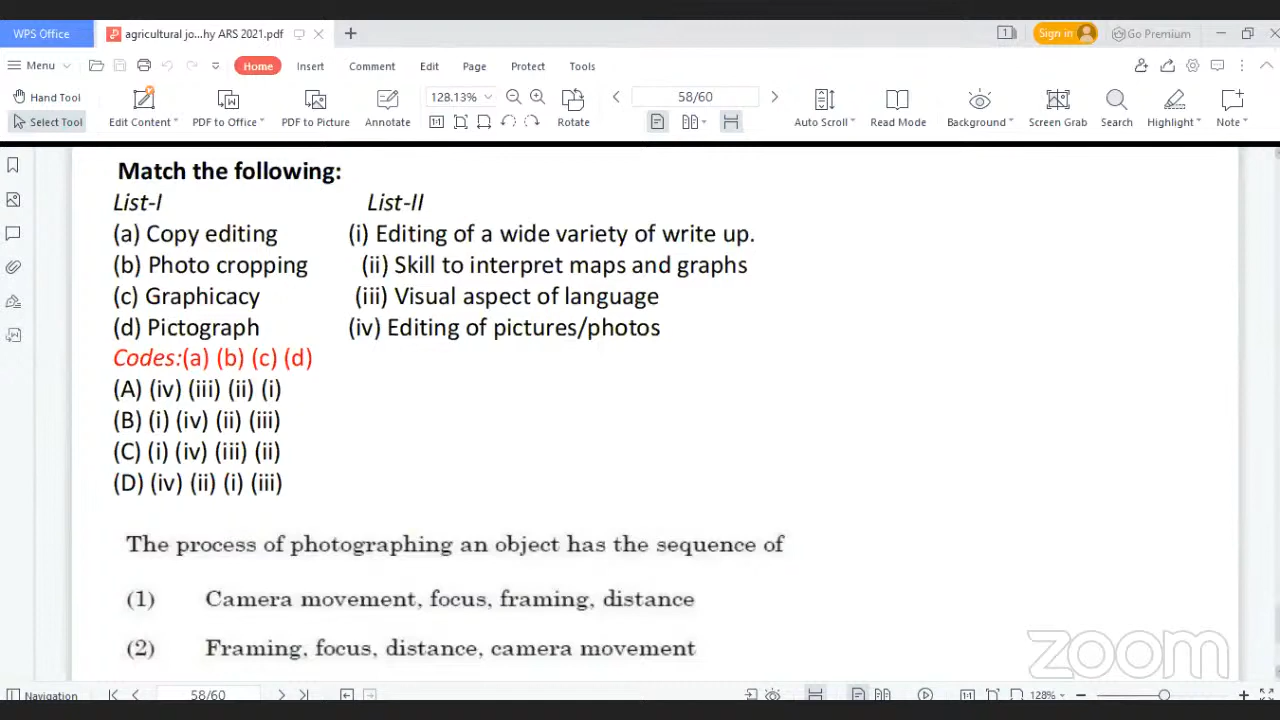 WPS Office agricultural jo...hy ARS 2021.pdf Sign in Go Premium
Menu Home Insert Comment Edit Page Protect Tools
Hand Tool 128.13% 58/60
Select Tool Edit Content PDF to Office PDF to Picture Annotate Rotate Auto Scroll Read Mode Background Screen Grab Search Highlight Note
Match the following:
List-I List-II
(a) Copy editing (i) Editing of a wide variety of write up.
(b) Photo cropping (ii) Skill to interpret maps and graphs
(c) Graphicacy (iii) Visual aspect of language
(d) Pictograph (iv) Editing of pictures/photos
Codes:(a) (b) (c) (d)
(A) (iv) (iii) (ii) (i)
(B) (i) (iv) (ii) (iii)
(C) (i) (iv) (iii) (ii)
(D) (iv) (ii) (i) (iii)
The process of photographing an object has the sequence of
(1) Camera movement, focus, framing, distance
(2) Framing, focus, distance, camera movement
zoom
Navigation 58/60 128%